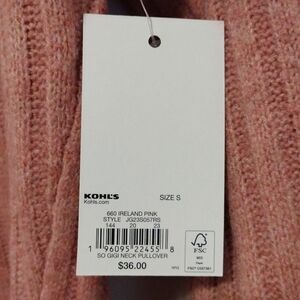 KOHL'S
Kohls.com
SIZE S
660 IRELAND PINK
STYLE JG23S057RS
144 20 23
1 96095 22455 8
SO GIGI NECK PULLOVER
$36.00
FSC
MIX